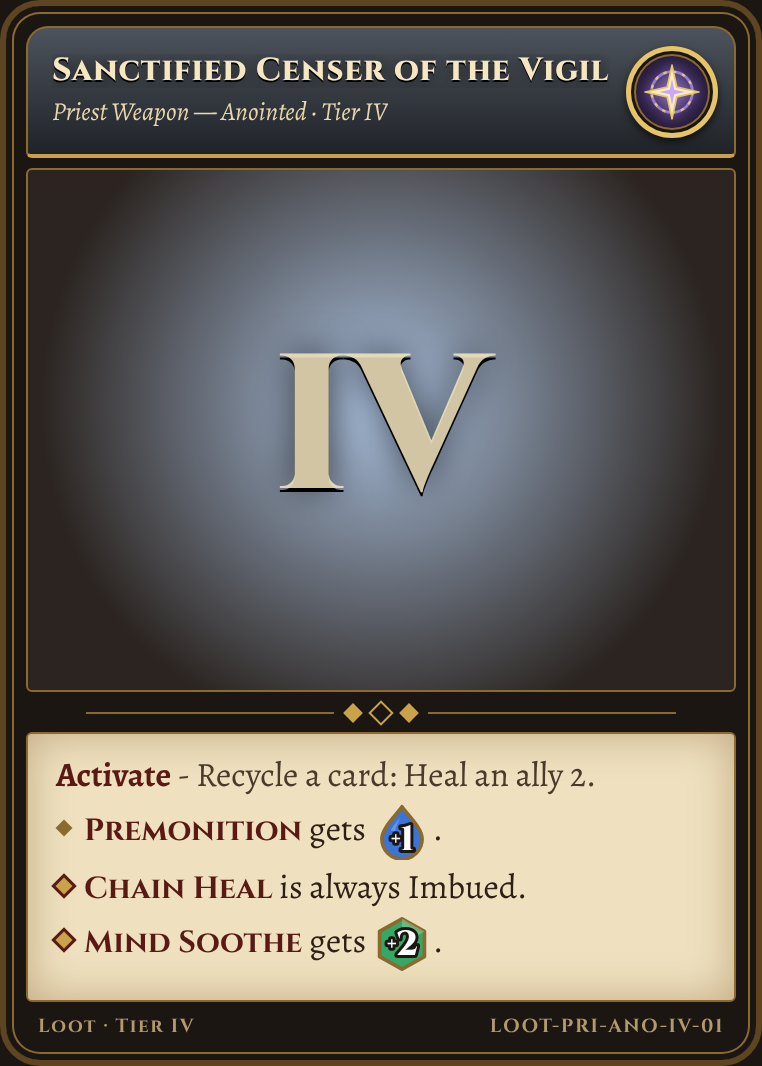 Sanctified Censer of the Vigil
Priest Weapon — Anointed · Tier IV
IV
Activate - Recycle a card: Heal an ally 2.
Premonition gets +1 .
Chain Heal is always Imbued.
Mind Soothe gets +2 .
Loot · Tier IV
LOOT-PRI-ANO-IV-01